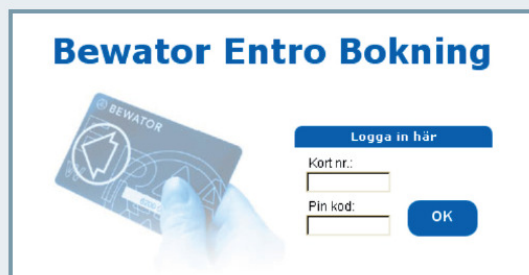 Bewator Entro Bokning
BEWATOR
Logga in här
Kort nr.:
Pin kod:
OK